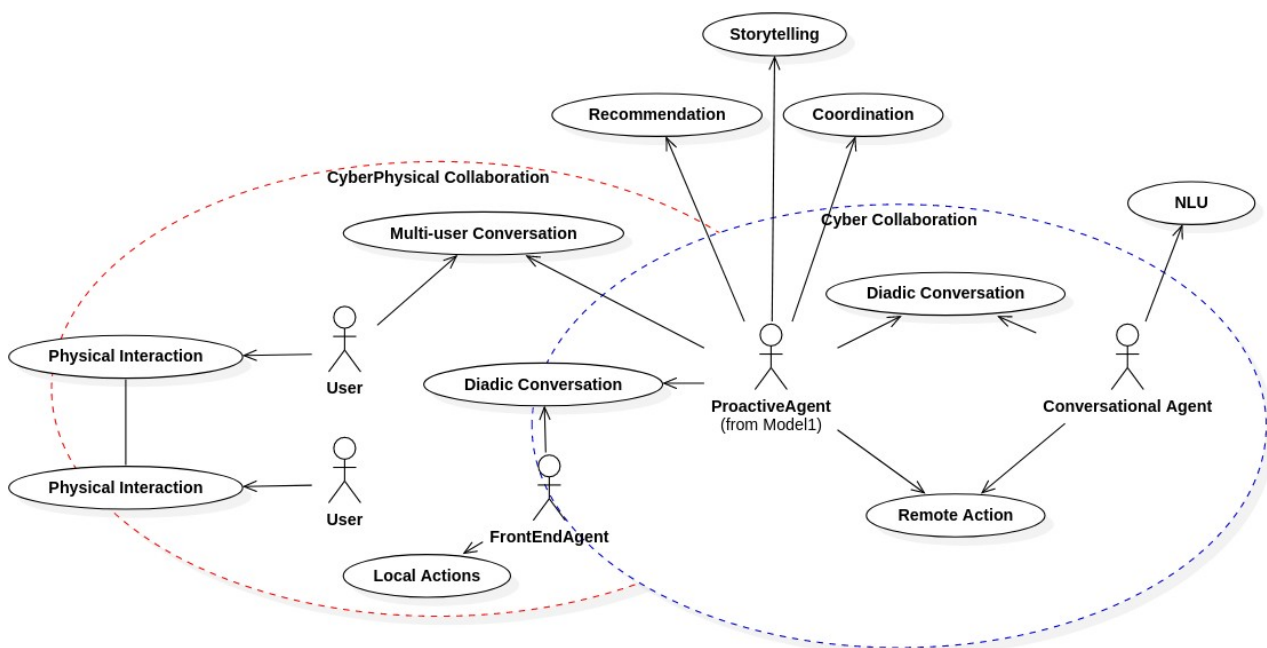 Storytelling
Recommendation
Coordination
CyberPhysical Collaboration
NLU
Cyber Collaboration
Multi-user Conversation
Diadic Conversation
Physical Interaction
User
Diadic Conversation
ProactiveAgent
(from Model1)
Conversational Agent
Physical Interaction
User
Remote Action
FrontEndAgent
Local Actions